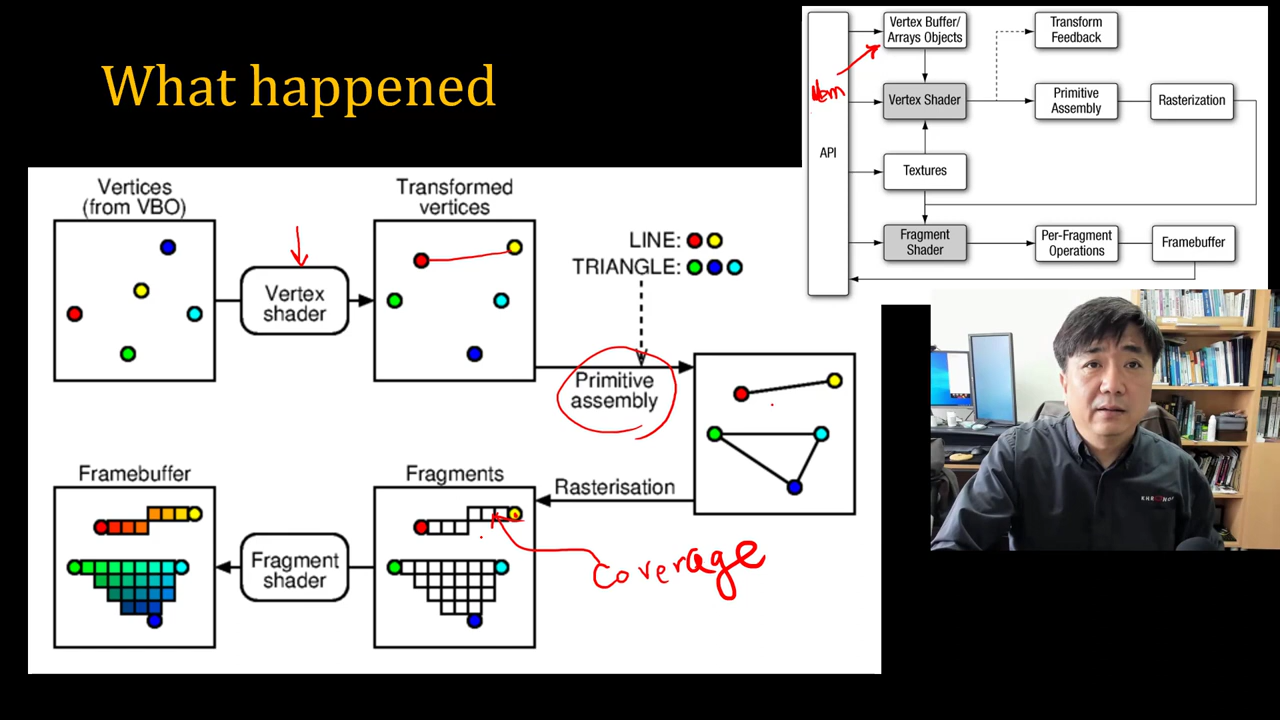 What happened
Vertex Buffer/
Arrays Objects
Transform
Feedback
Vertex Shader
Primitive
Assembly
Rasterization
API
Textures
Fragment
Shader
Per-Fragment
Operations
Framebuffer
Vertices
(from VBO)
Transformed
vertices
LINE:
TRIANGLE:
Vertex
shader
Primitive
assembly
Framebuffer
Fragments
Rasterisation
Fragment
shader
Coverage